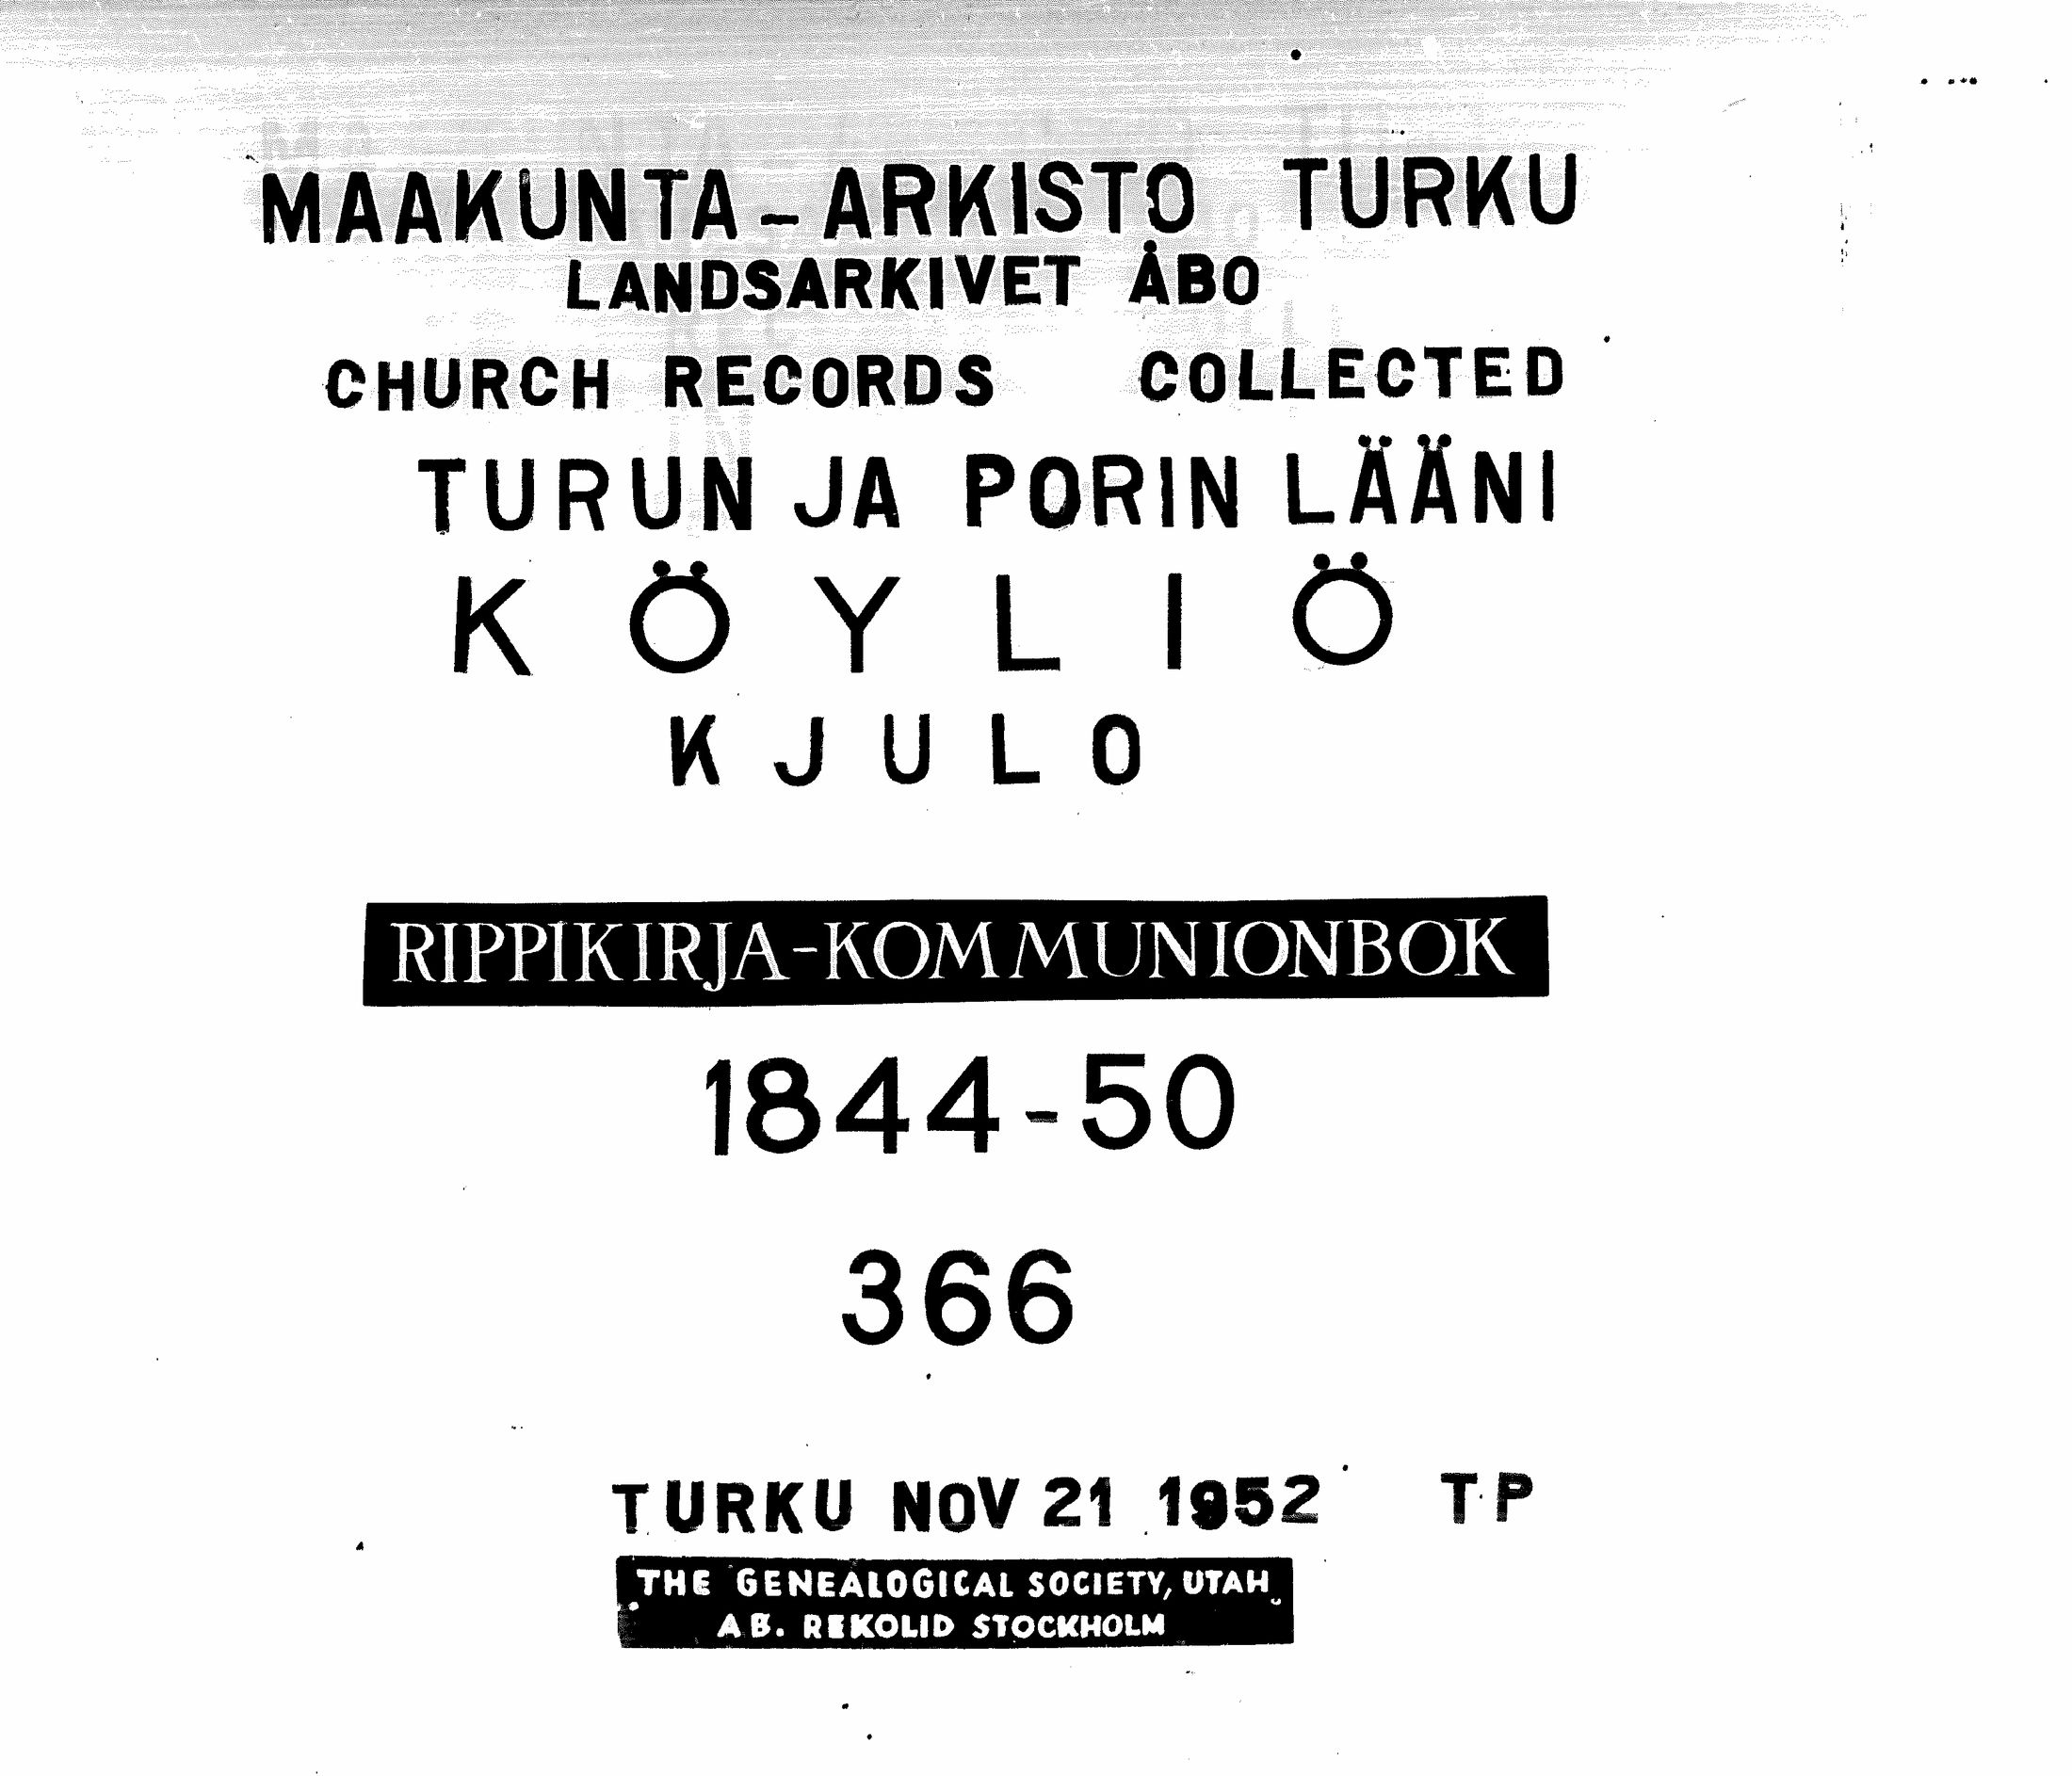 MAAKUNTA-ARKISTO TURKU
LANDSARKIVET ÅBO
CHURCH RECORDS COLLECTED
TURUN JA PORIN LÄÄNI
KÖYLIÖ
KJULO
RIPPIKIRJA-KOMMUNIONBOK
1844-50
366
TURKU NOV 21 1952 TP
THE GENEALOGICAL SOCIETY, UTAH
AB. REKOLID STOCKHOLM